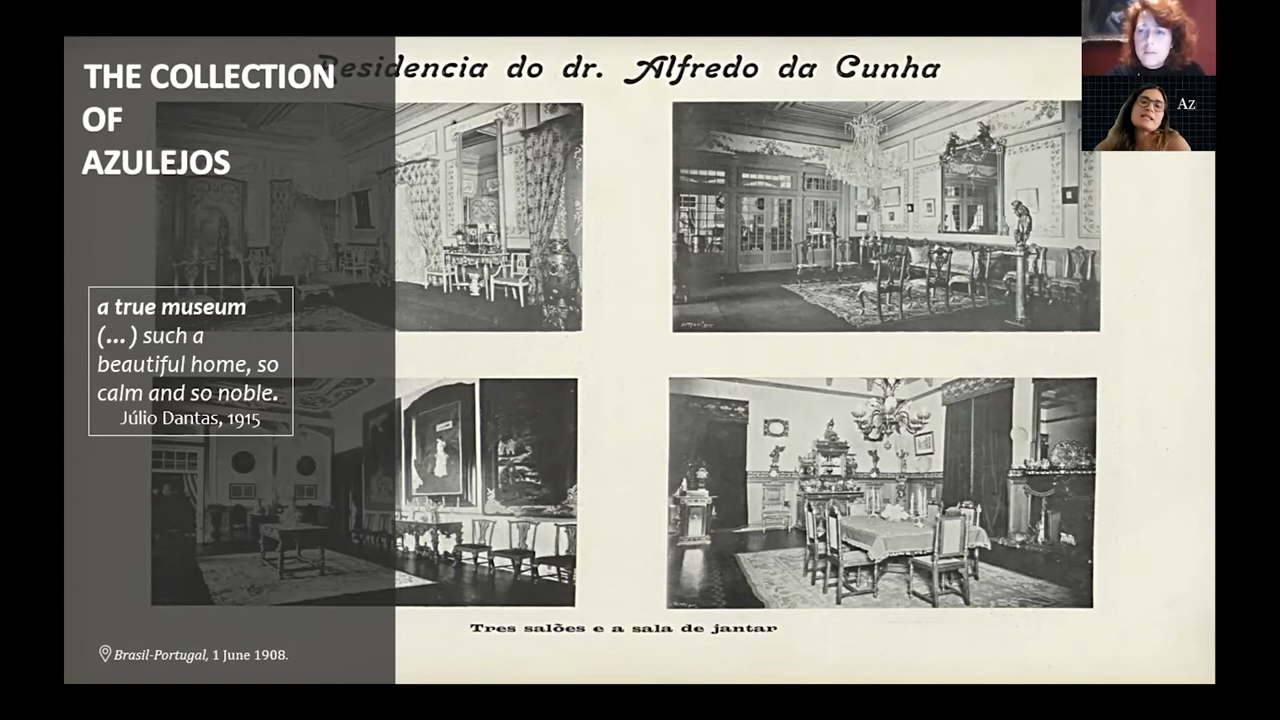 THE COLLECTION
OF
AZULEJOS
Residencia do dr. Alfredo da Cunha
Az
a true museum
(...) such a
beautiful home, so
calm and so noble.
Júlio Dantas, 1915
Tres salões e a sala de jantar
Brasil-Portugal, 1 June 1908.